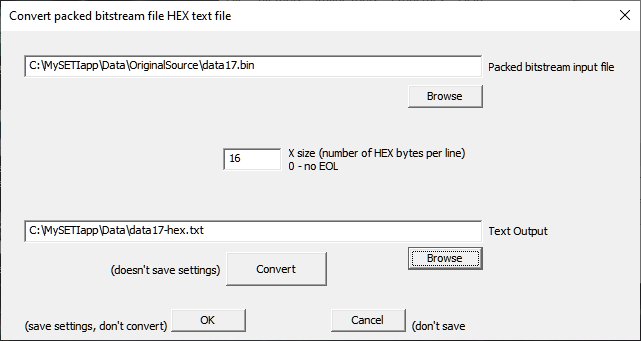 Convert packed bitstream file HEX text file
C:\MySETIapp\Data\OriginalSource\data17.bin
Packed bitstream input file
Browse
16
X size (number of HEX bytes per line)
0 - no EOL
C:\MySETIapp\Data\data17-hex.txt
Text Output
Browse
(doesn't save settings)
Convert
(save settings, don't convert)
OK
Cancel
(don't save